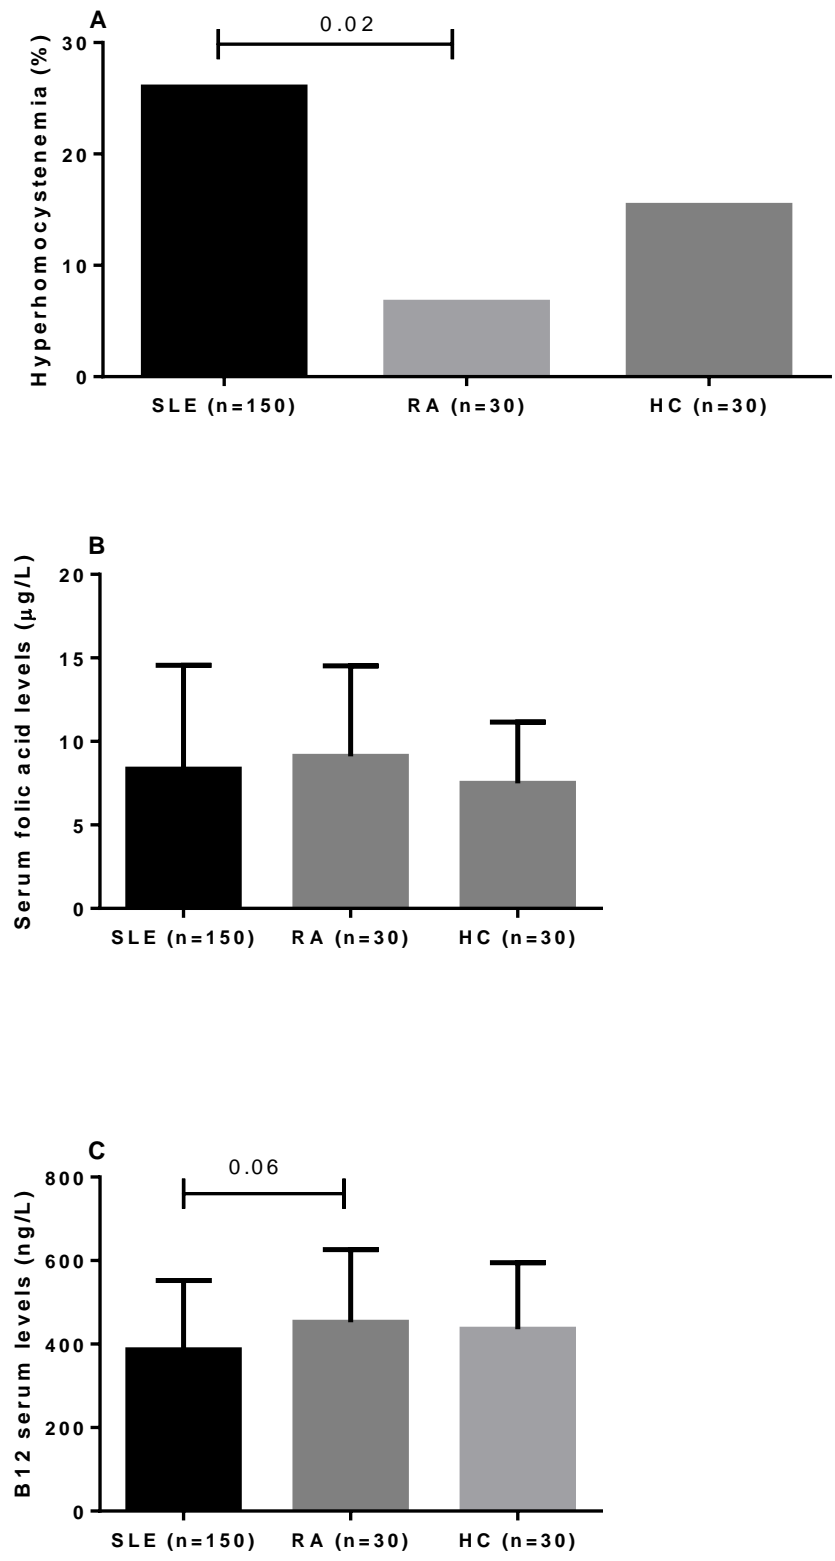 A
0.02
Hyperhomocystenemia (%)
30
20
10
0
SLE (n=150) RA (n=30) HC (n=30)
B
Serum folic acid levels (µg/L)
20
15
10
5
0
SLE (n=150) RA (n=30) HC (n=30)
C
0.06
B12 serum levels (ng/L)
800
600
400
200
0
SLE (n=150) RA (n=30) HC (n=30)